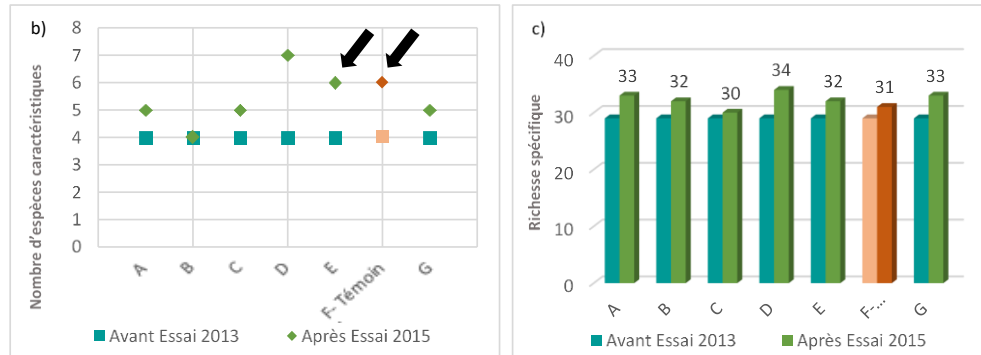 b)
Nombre d'espèces caractéristiques
8
7
6
5
4
3
2
1
0
A
B
C
D
E
F- Témoin
G
Avant Essai 2013
Après Essai 2015
c)
Richesse spécifique
40
30
20
10
0
33
32
30
34
32
31
33
A
B
C
D
E
F-...
G
Avant Essai 2013
Après Essai 2015